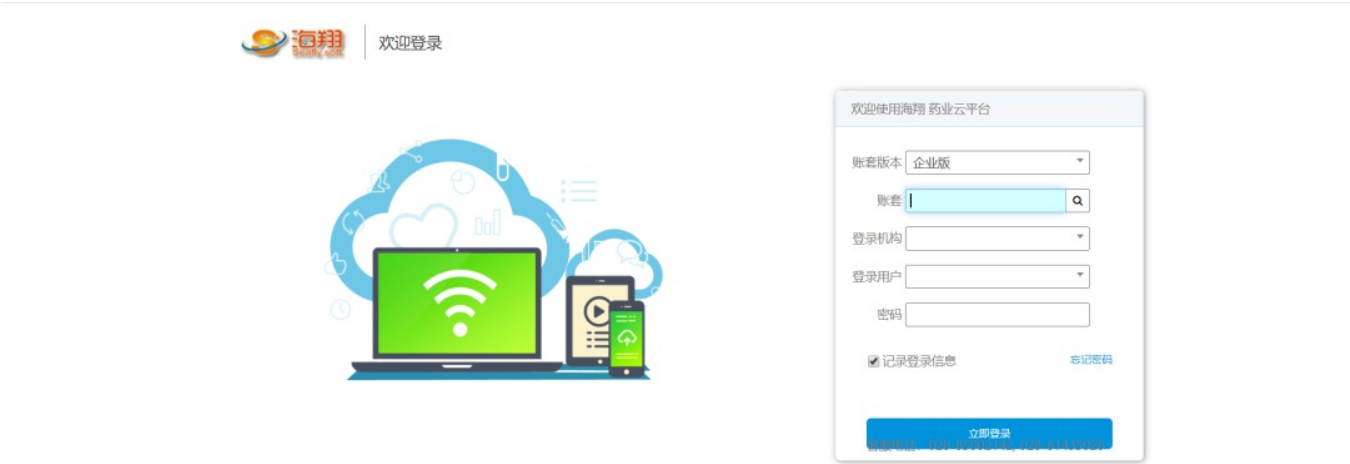 海翔
欢迎登录
欢迎使用海翔 药业云平台
账套版本 企业版
账套
登录机构
登录用户
密码
记录登录信息 忘记密码
立即登录